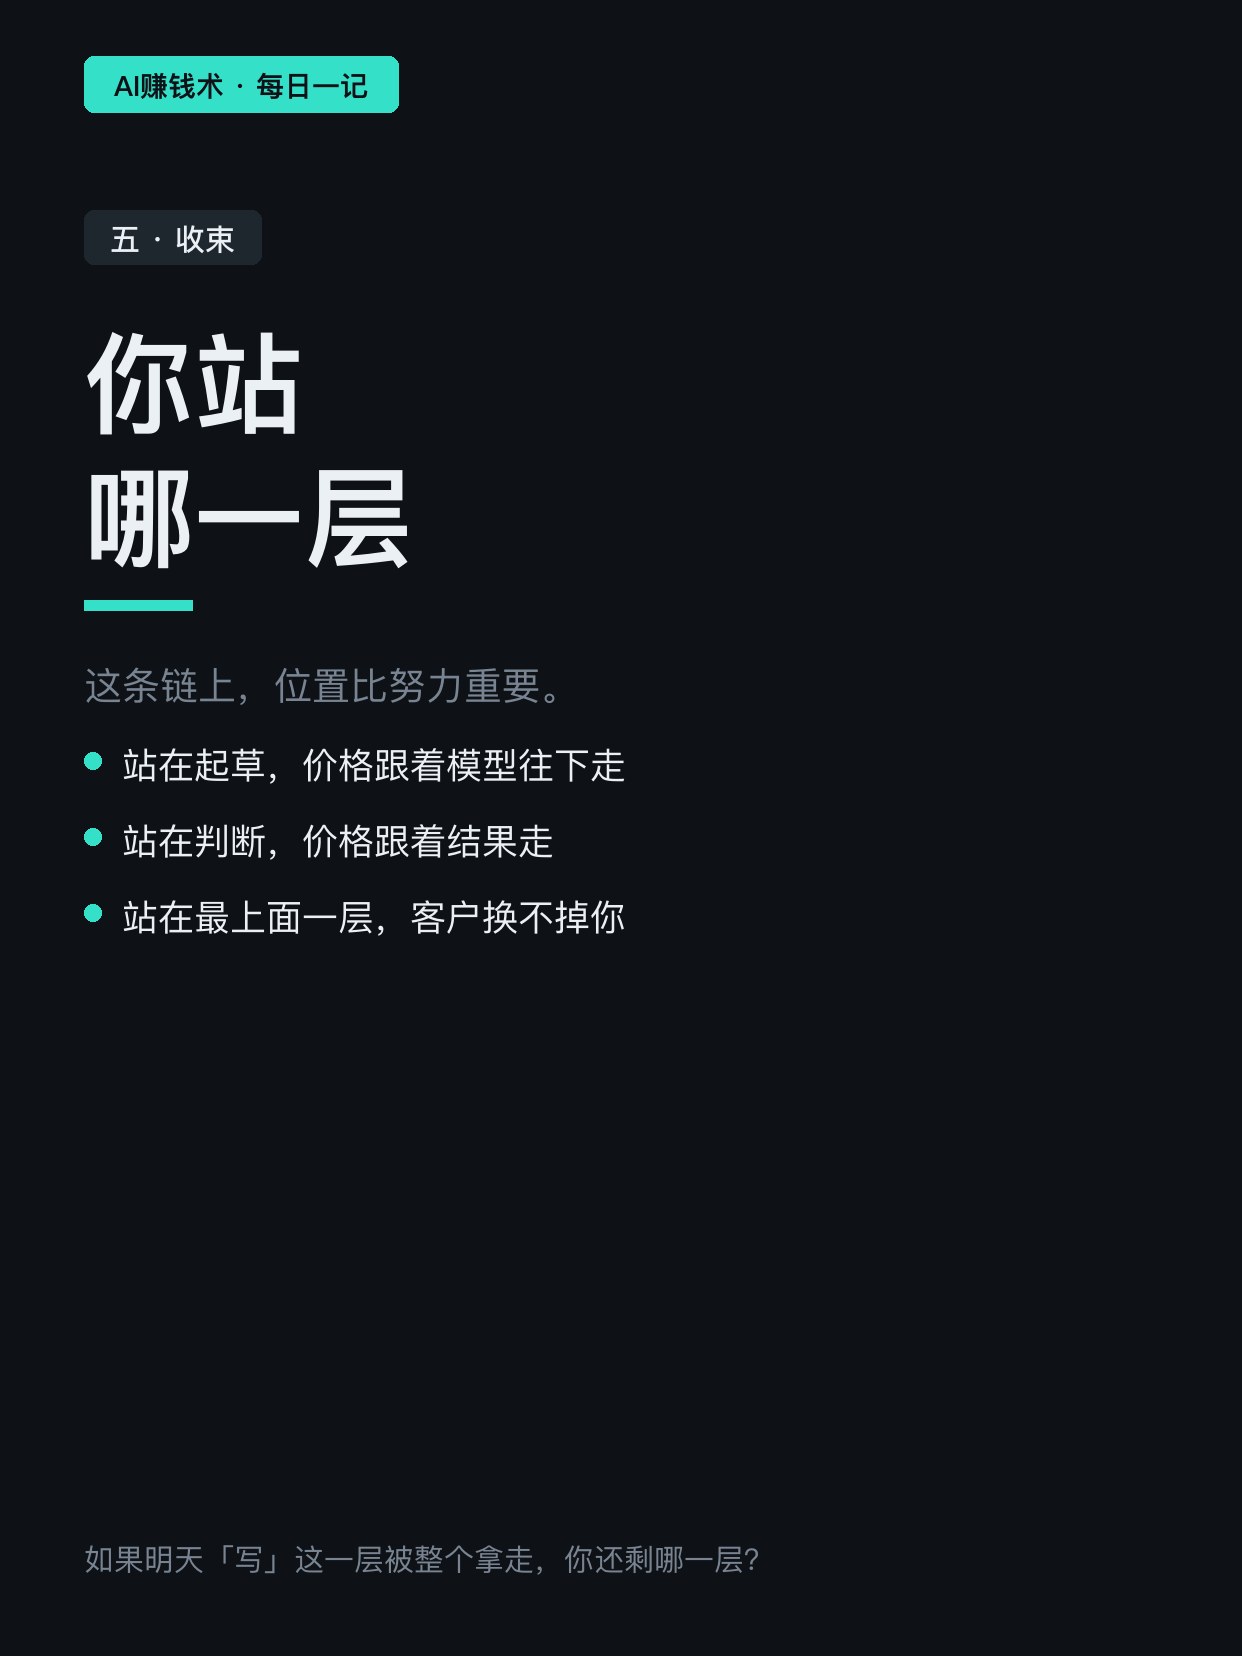 AI赚钱术 · 每日一记
五 · 收束
你站
哪一层
这条链上，位置比努力重要。
站在起草，价格跟着模型往下走
站在判断，价格跟着结果走
站在最上面一层，客户换不掉你
如果明天「写」这一层被整个拿走，你还剩哪一层？